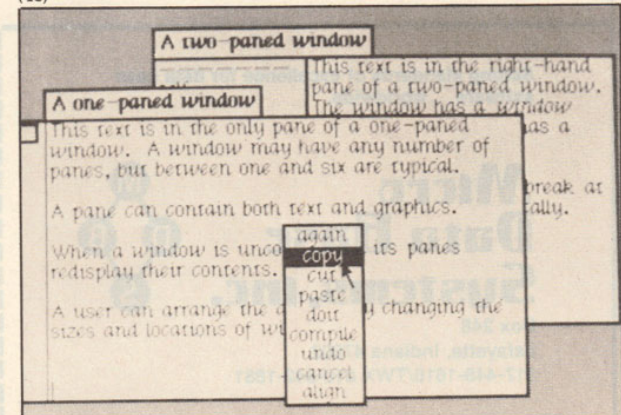 A two-paned window
This text is in the right-hand
pane of a two-paned window.
The window has a window
has a
break at
cally.
A one-paned window
This text is in the only pane of a one-paned
window. A window may have any number of
panes, but between one and six are typical.
A pane can contain both text and graphics.
When a window is unco its panes
redisplay their contents.
A user can arrange the d y changing the
sizes and locations of wi
again
copy
cut
paste
doit
compile
undo
cancel
align